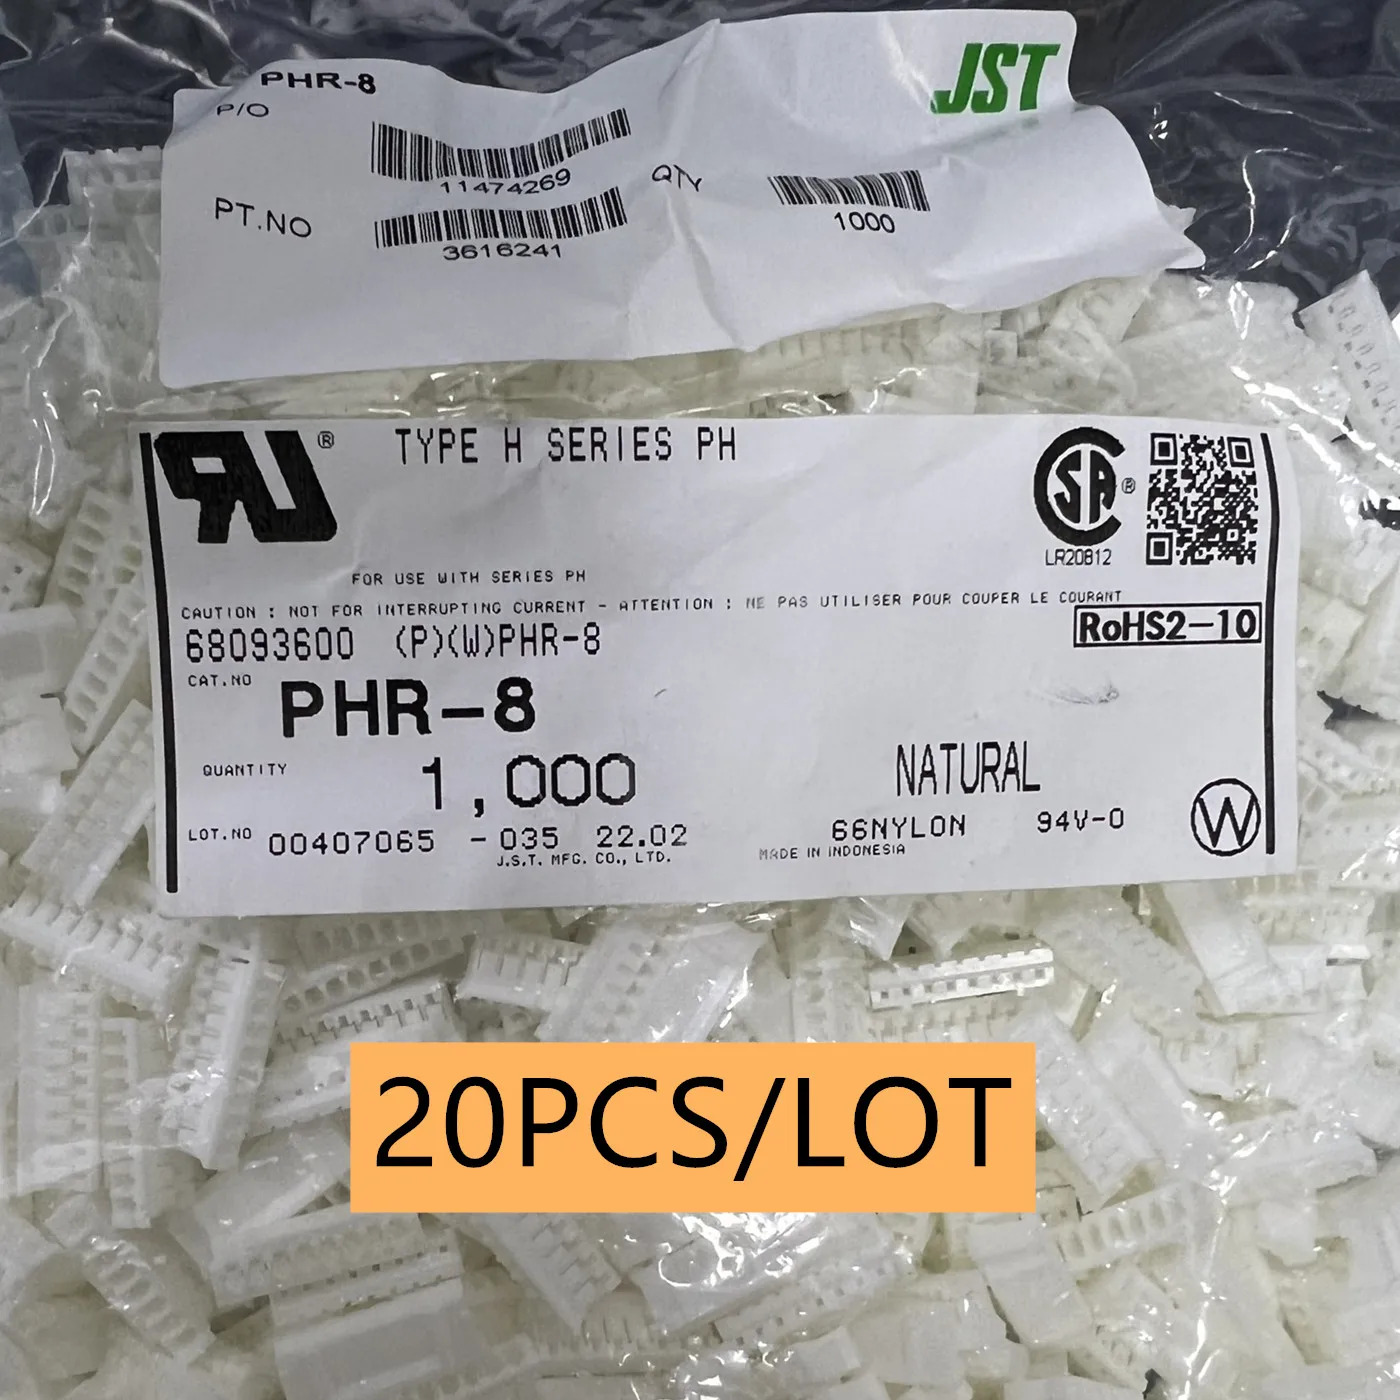 PHR-8
JST
P/O
11474269
QTY
1000
PT.NO
3616241
RU®
TYPE H SERIES PH
CSA®
LR20812
FOR USE WITH SERIES PH
CAUTION : NOT FOR INTERRUPTING CURRENT - ATTENTION : NE PAS UTILISER POUR COUPER LE COURANT
68093600 (P)(W)PHR-8
RoHS2-10
CAT.NO PHR-8
QUANTITY 1,000
NATURAL
LOT.NO 00407065 -035 22.02
66NYLON 94V-0
W
J.S.T. MFG. CO., LTD.
MADE IN INDONESIA
20PCS/LOT